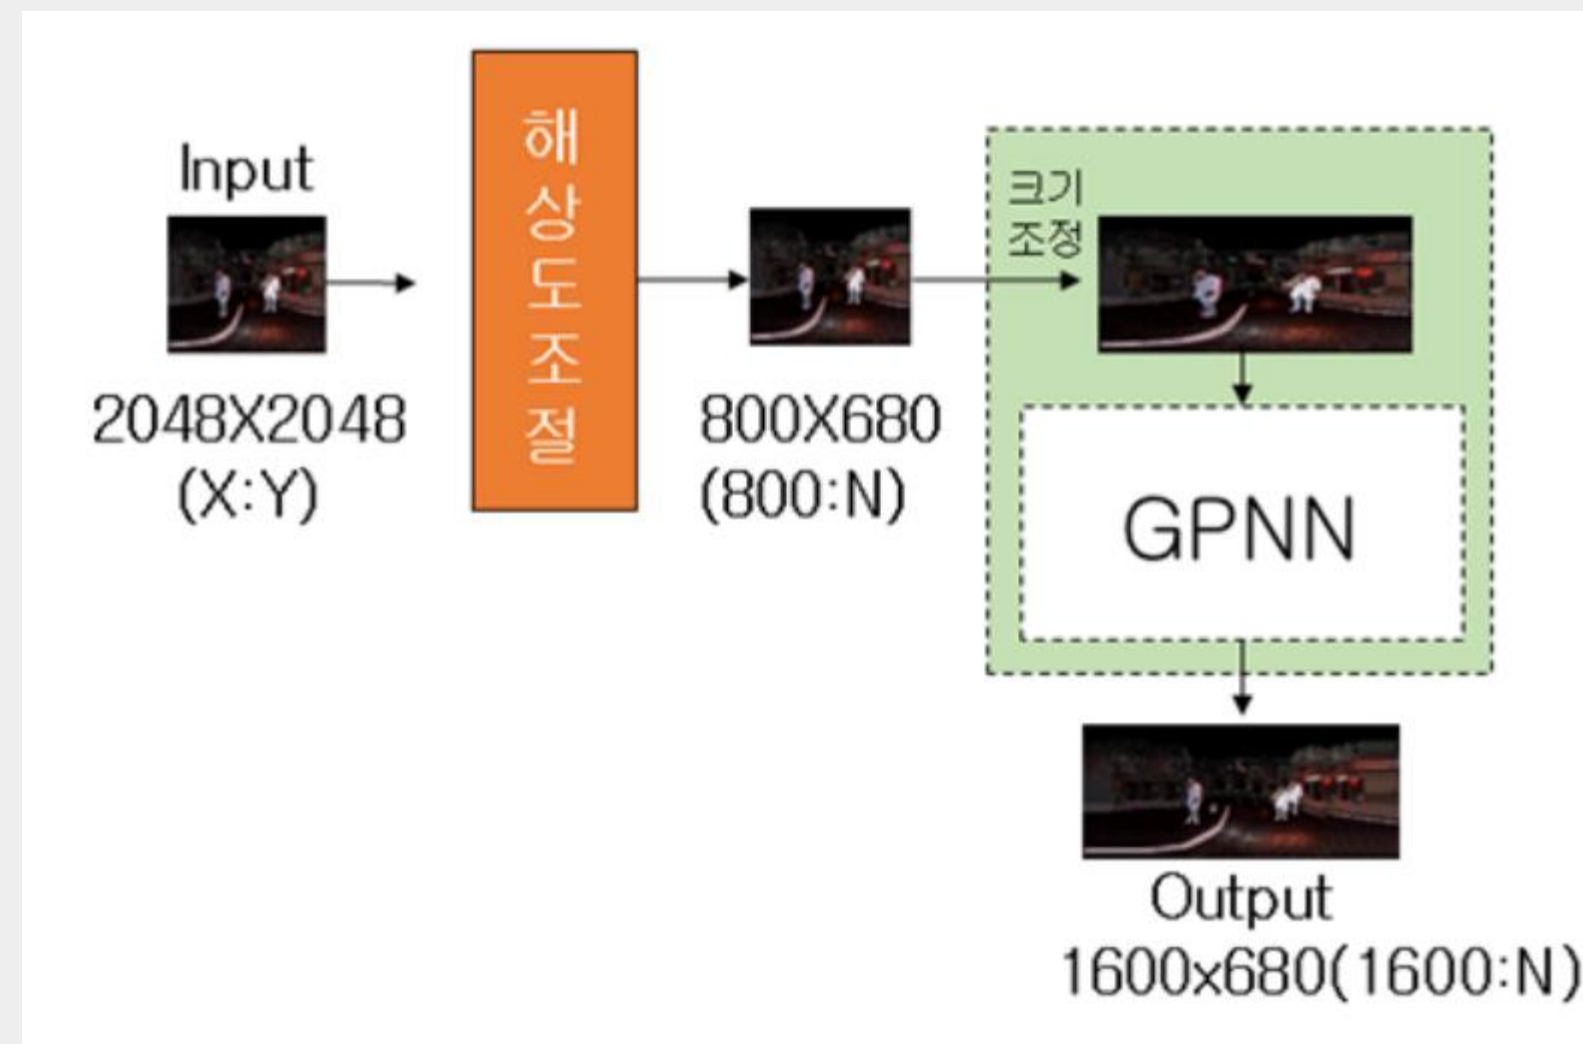 Input
2048X2048
(X:Y)
해
상
도
조
절
800X680
(800:N)
크기
조정
GPNN
Output
1600x680(1600:N)